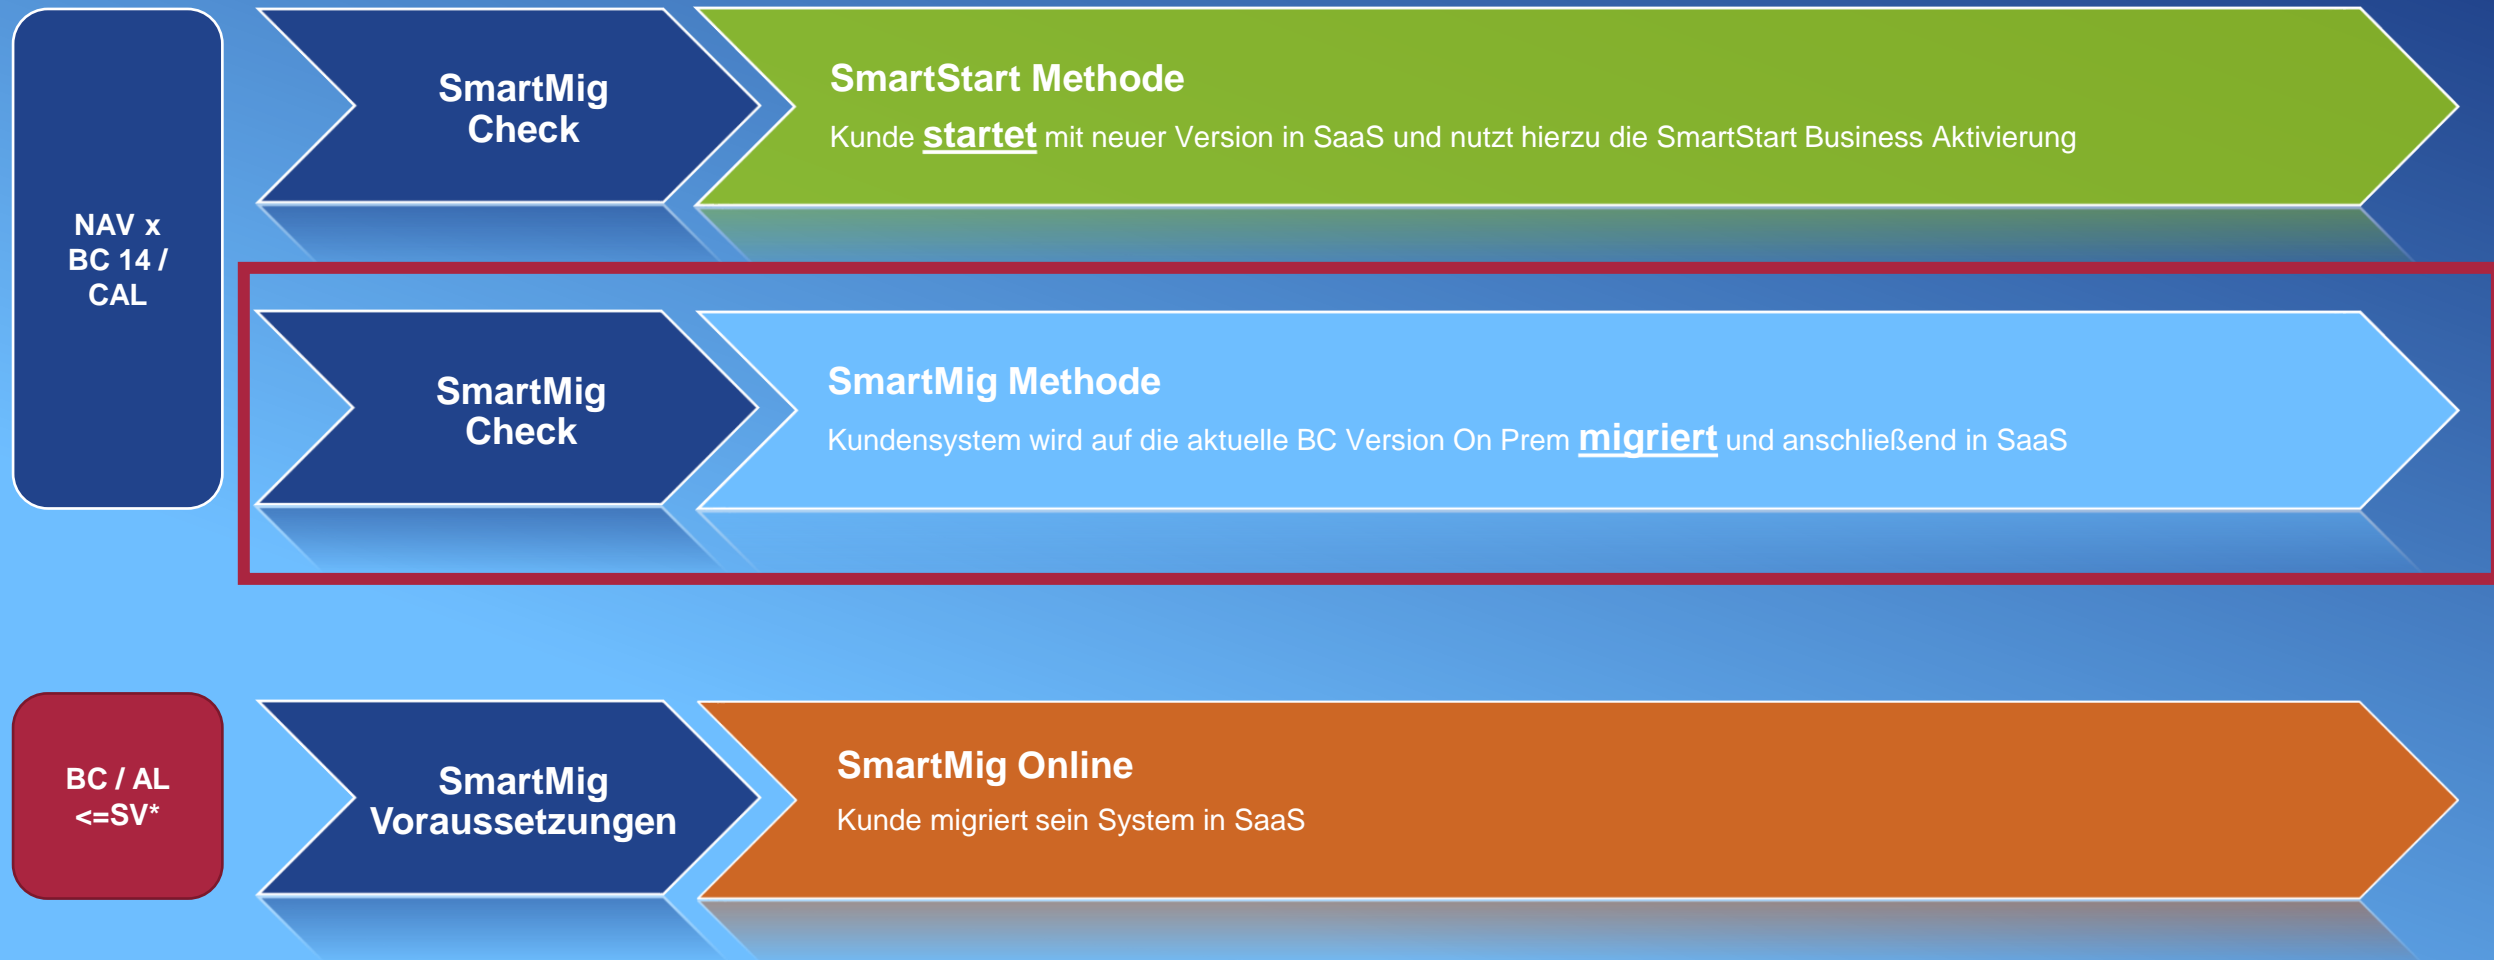 NAV x
BC 14 /
CAL
SmartMig
Check
SmartStart Methode
Kunde startet mit neuer Version in SaaS und nutzt hierzu die SmartStart Business Aktivierung
SmartMig
Check
SmartMig Methode
Kundensystem wird auf die aktuelle BC Version On Prem migriert und anschließend in SaaS
BC / AL
<=SV*
SmartMig
Voraussetzungen
SmartMig Online
Kunde migriert sein System in SaaS